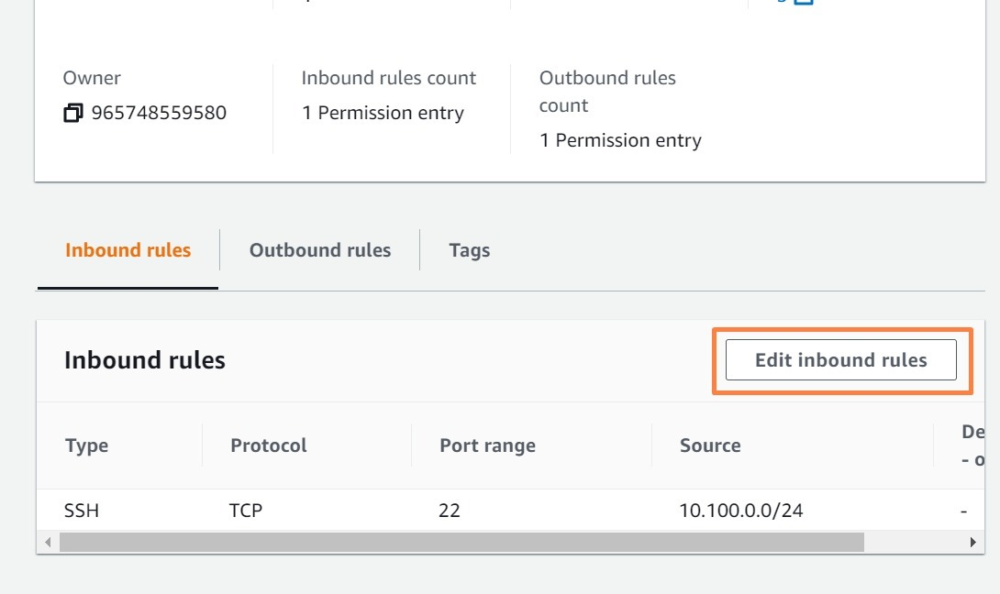 Owner
Inbound rules count
Outbound rules
count
965748559580
1 Permission entry
1 Permission entry
Inbound rules
Outbound rules
Tags
Inbound rules
Edit inbound rules
Type
Protocol
Port range
Source
SSH
TCP
22
10.100.0.0/24
-